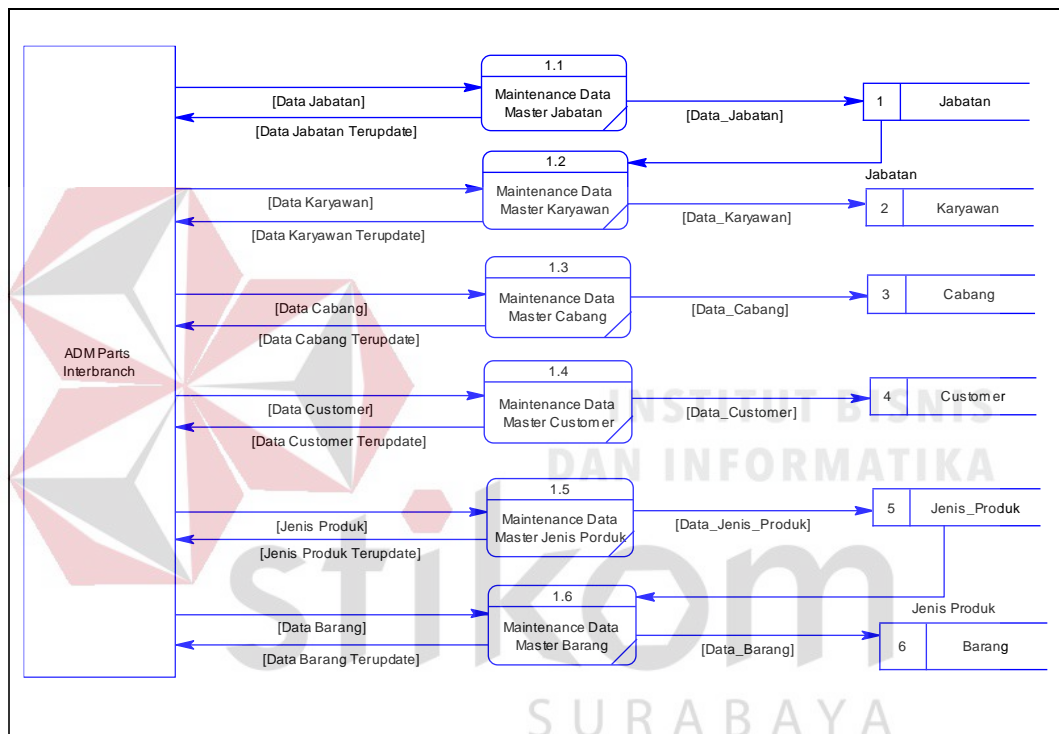 1.1
Maintenance Data
Master Jabatan
[Data Jabatan]
[Data Jabatan Terupdate]
[Data_Jabatan]
1
Jabatan
1.2
Maintenance Data
Master Karyawan
Jabatan
[Data Karyawan]
[Data Karyawan Terupdate]
[Data_Karyawan]
2
Karyawan
1.3
Maintenance Data
Master Cabang
[Data Cabang]
[Data Cabang Terupdate]
[Data_Cabang]
3
Cabang
ADM Parts
Interbranch
1.4
Maintenance Data
Master Customer
[Data Customer]
[Data Customer Terupdate]
[Data_Customer]
4
Customer
INSTITUT BISNIS
DAN INFORMATIKA
1.5
Maintenance Data
Master Jenis Porduk
[Jenis Produk]
[Jenis Produk Terupdate]
[Data_Jenis_Produk]
5
Jenis_Produk
stikom
1.6
Maintenance Data
Master Barang
Jenis Produk
[Data Barang]
[Data Barang Terupdate]
[Data_Barang]
6
Barang
SURABAYA